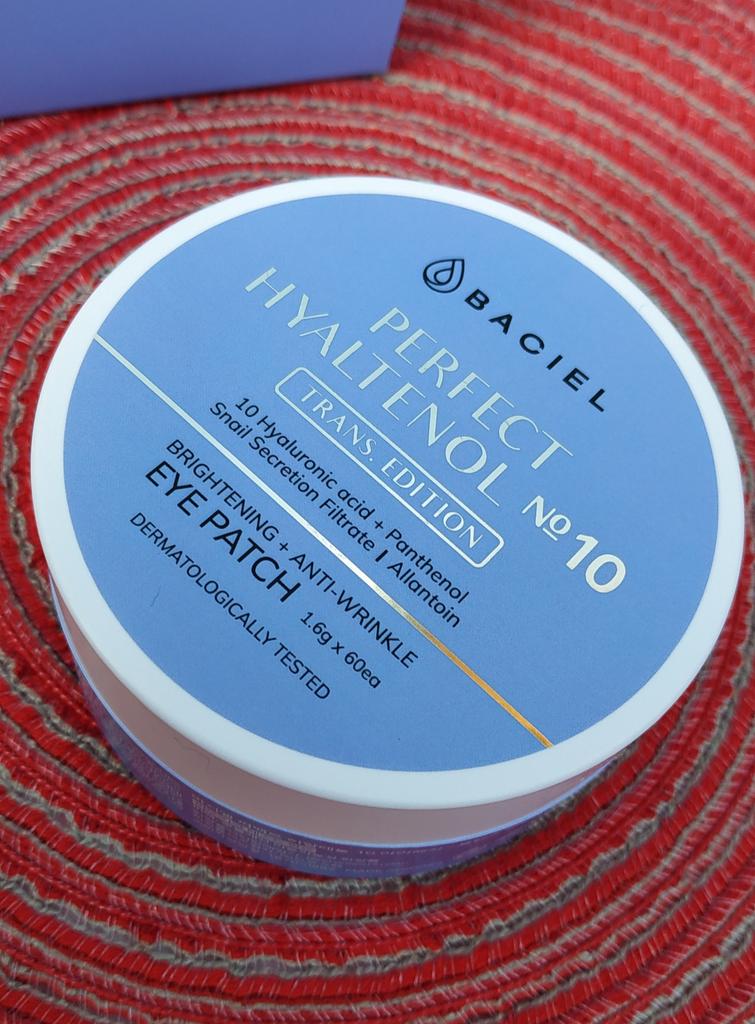 BACIEL
PERFECT
HYALTENOL Nº10
TRANS. EDITION
10 Hyaluronic acid + Panthenol
Snail Secretion Filtrate | Allantoin
BRIGHTENING + ANTI-WRINKLE
EYE PATCH 1.6g x 60ea
DERMATOLOGICALLY TESTED